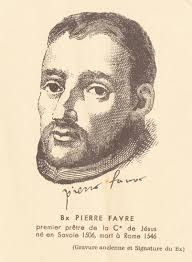 pierre favre
Bx PIERRE FAVRE
premier prêtre de la Cie de Jésus
né en Savoie 1506, mort à Rome 1546
(Gravure ancienne et Signature du Bx)